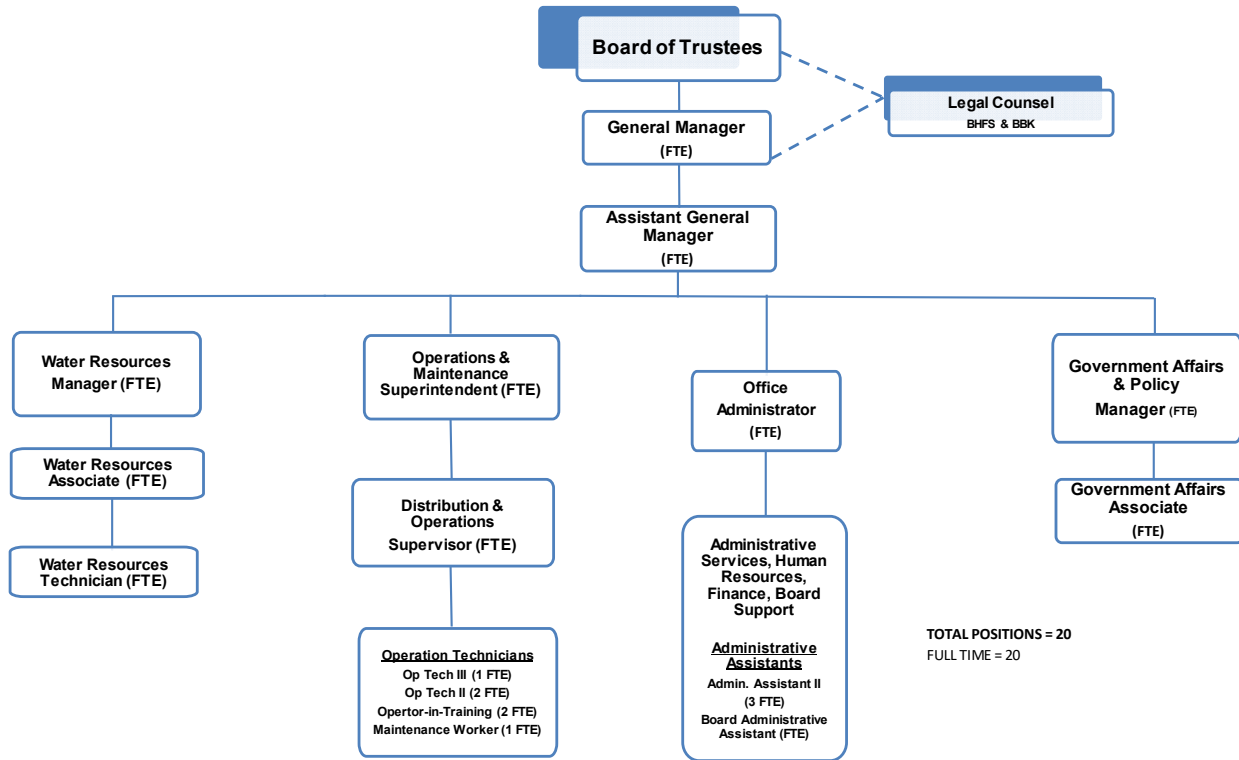 Board of Trustees
Legal Counsel
BHFS & BBK
General Manager
(FTE)
Assistant General
Manager
(FTE)
Water Resources
Manager (FTE)
Water Resources
Associate (FTE)
Water Resources
Technician (FTE)
Operations &
Maintenance
Superintendent (FTE)
Distribution &
Operations
Supervisor (FTE)
Operation Technicians
Op Tech III (1 FTE)
Op Tech II (2 FTE)
Opertor-in-Training (2 FTE)
Maintenance Worker (1 FTE)
Office
Administrator
(FTE)
Administrative
Services, Human
Resources,
Finance, Board
Support
Administrative
Assistants
Admin. Assistant II
(3 FTE)
Board Administrative
Assistant (FTE)
Government Affairs
& Policy
Manager (FTE)
Government Affairs
Associate
(FTE)
TOTAL POSITIONS = 20
FULL TIME = 20